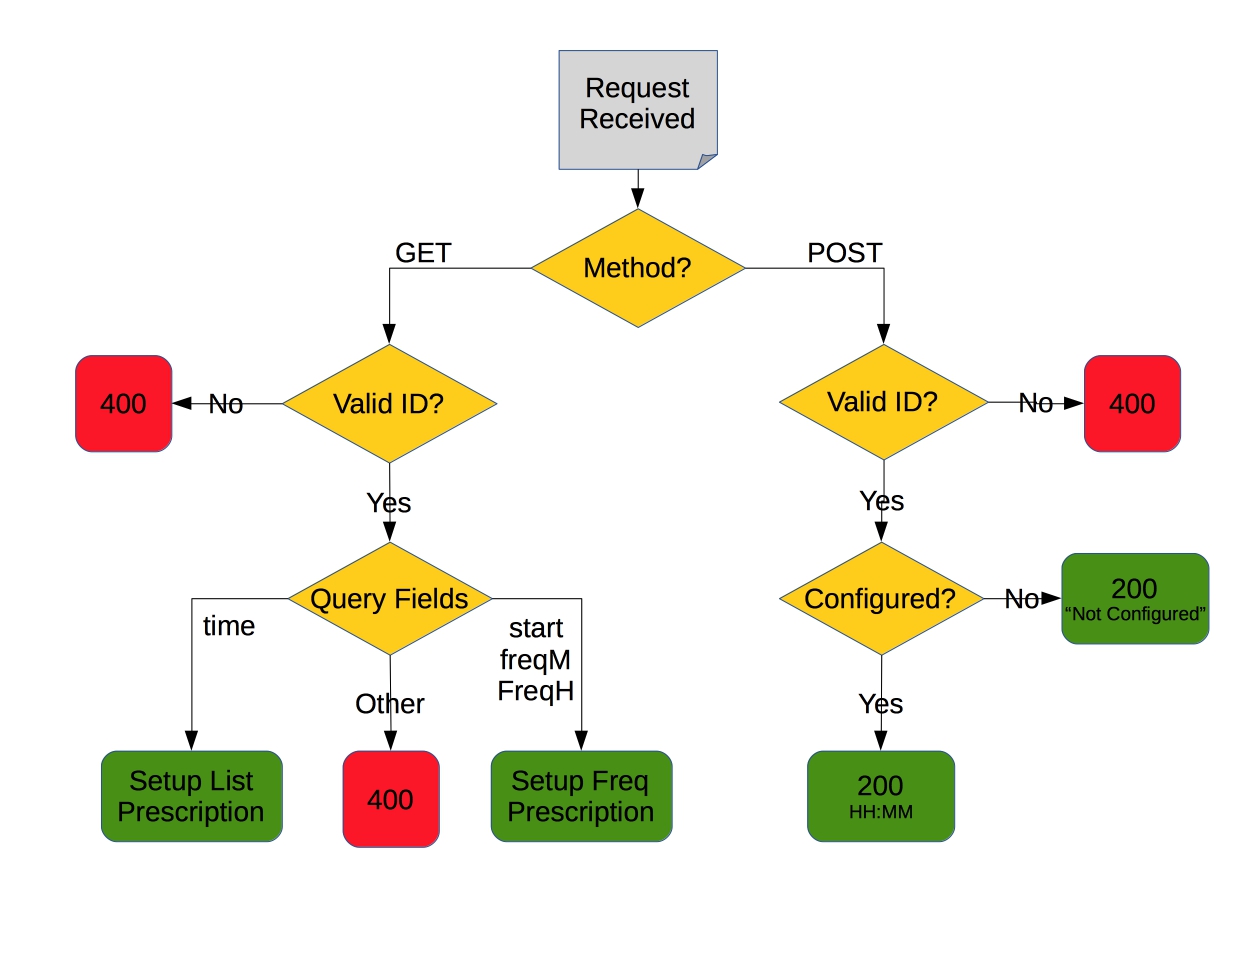 Request
Received
GET
POST
Method?
400
No
Valid ID?
Valid ID?
No
400
Yes
Yes
Query Fields
Configured?
No
200
“Not Configured”
time
start
freqM
FreqH
Other
Yes
Setup List
Prescription
400
Setup Freq
Prescription
200
HH:MM